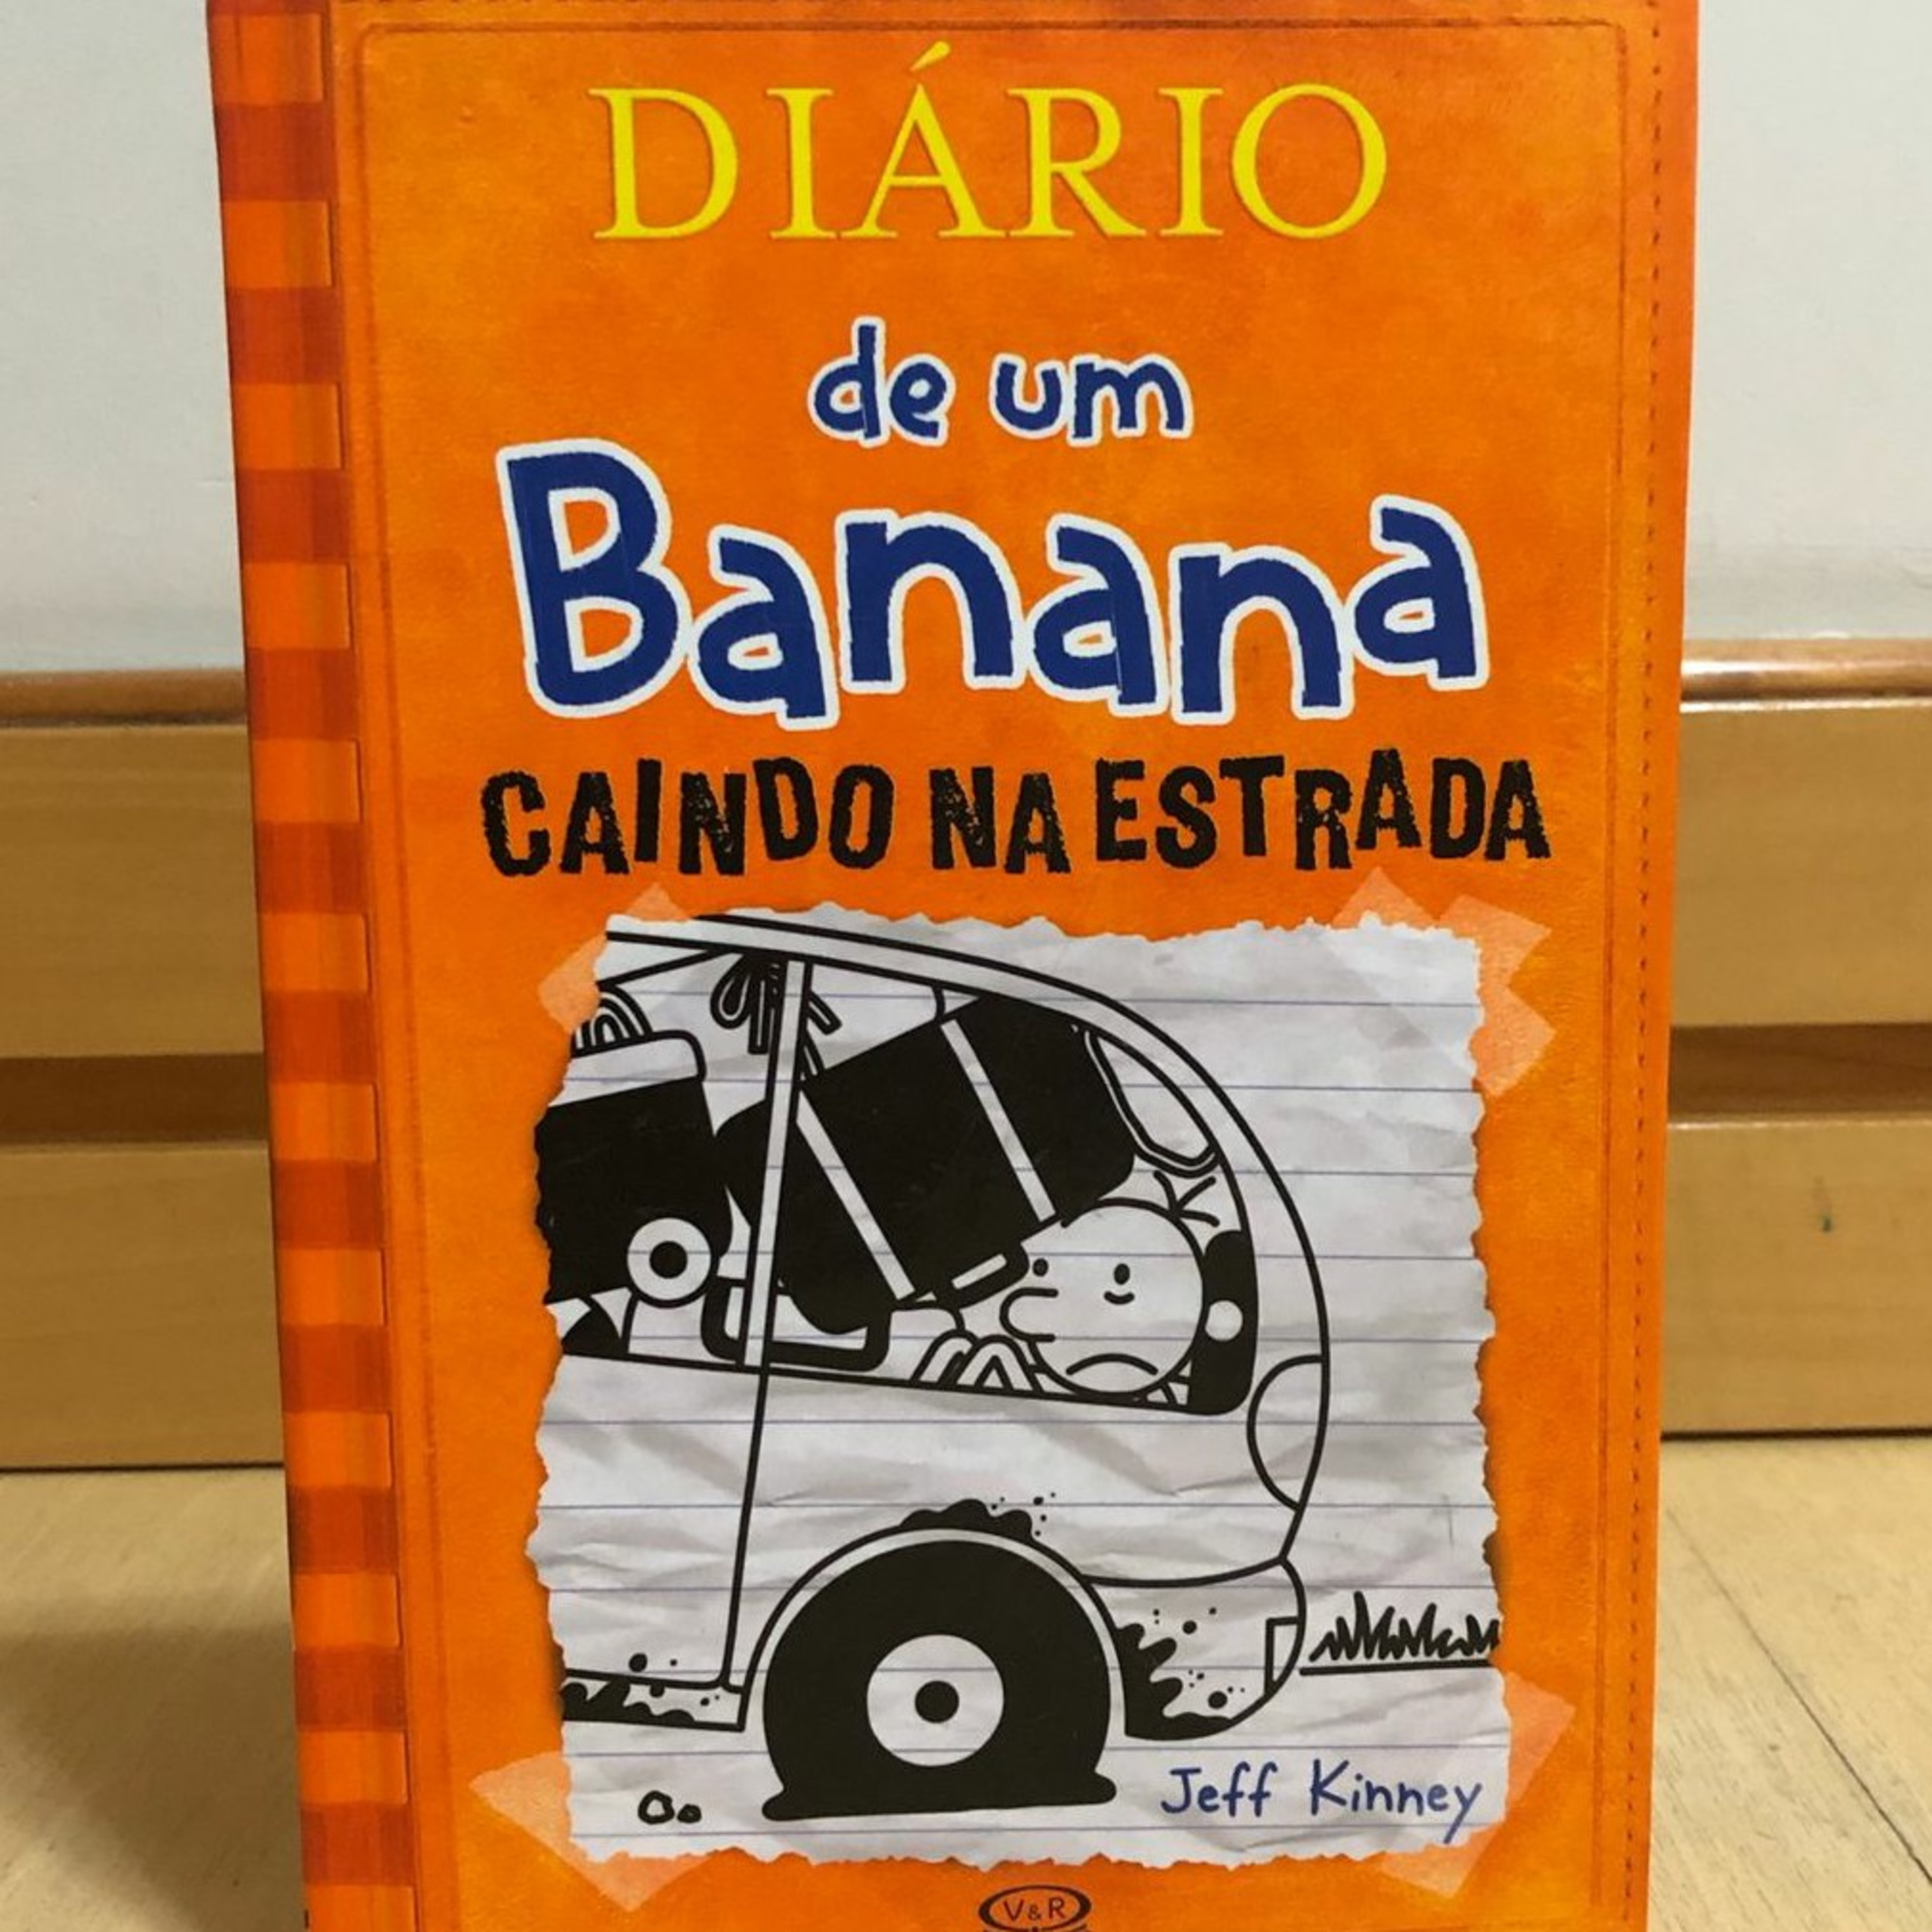 DIÁRIO
de um
Banana
CAINDO NA ESTRADA
Jeff Kinney
V&R